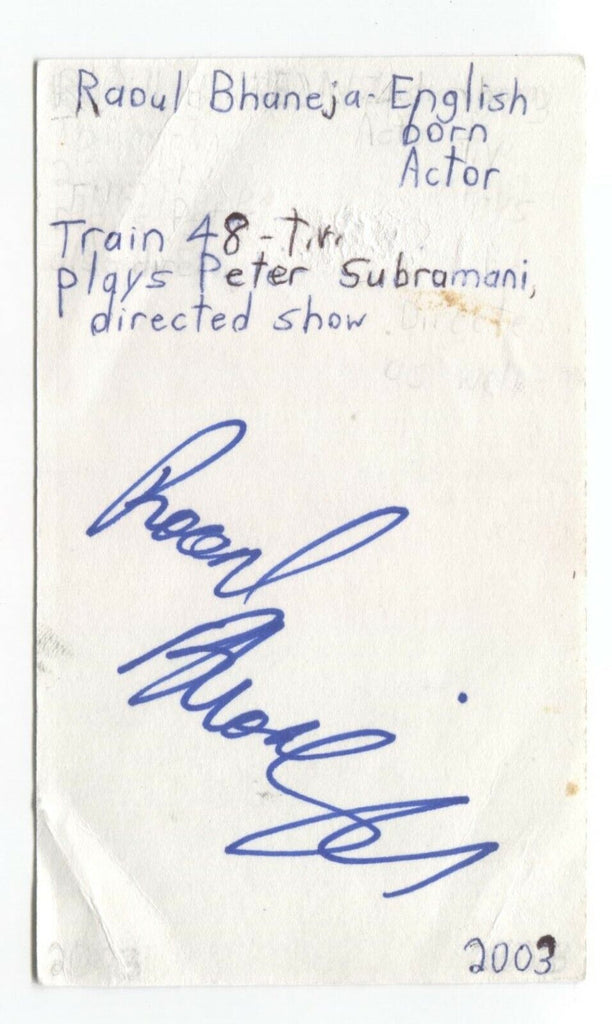 Raoul Bhaneja - English
born
Actor
Train 48 - T.V.
plays Peter Subramani,
directed show
Raoul
Bhaneja
2003